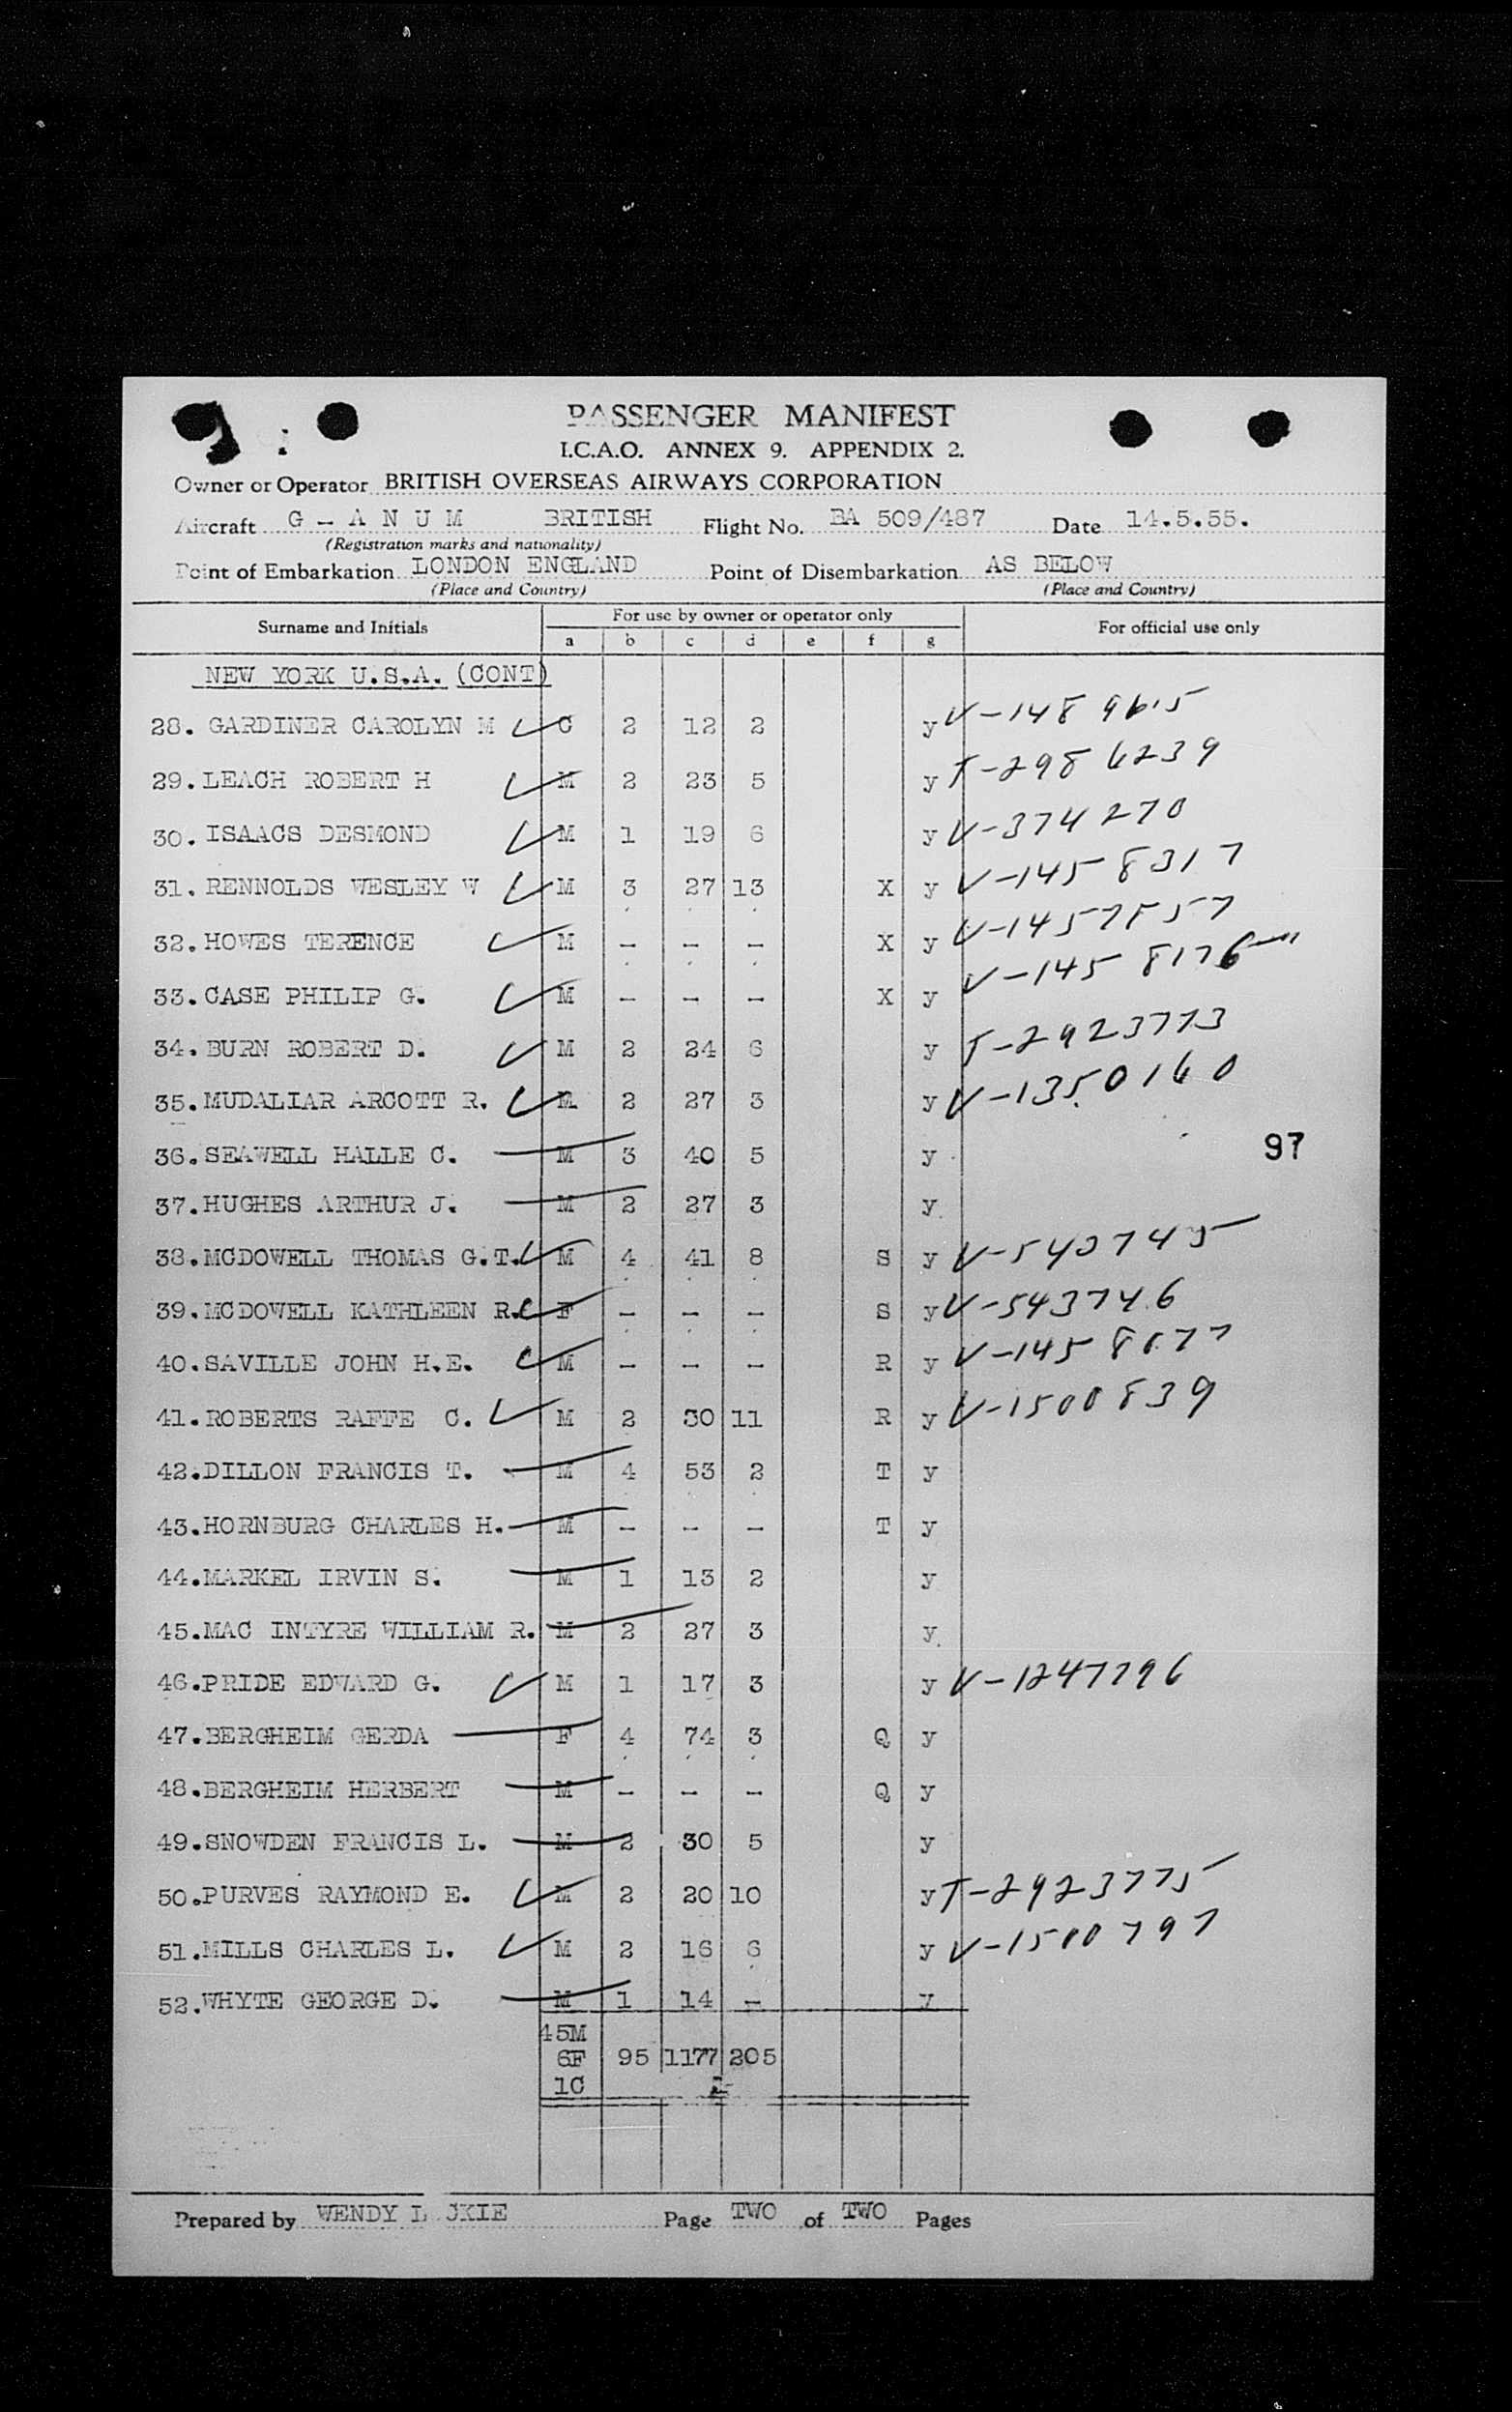 PASSENGER MANIFEST
I.C.A.O. ANNEX 9. APPENDIX 2.
Owner or Operator BRITISH OVERSEAS AIRWAYS CORPORATION
Aircraft G - A N U M BRITISH Flight No. BA 509/487 Date 14.5.55.
(Registration marks and nationality)
Point of Embarkation LONDON ENGLAND Point of Disembarkation AS BELOW
(Place and Country) (Place and Country)
Surname and Initials For use by owner or operator only For official use only
a b c d e f g
NEW YORK U.S.A. (CONT)
28. GARDINER CAROLYN M C 2 12 2 y V-1489615
29. LEACH ROBERT H M 2 23 5 y T-2986239
30. ISAACS DESMOND M 1 19 6 y V-374270
31. RENNOLDS WESLEY W M 3 27 13 X y V-1458317
32. HOWES TERENCE M - - - X y
33. CASE PHILIP G. M - - - X y V-1458176
34. BURN ROBERT D. M 2 24 6 y T-2923773
35. MUDALIAR ARCOTT R. M 2 27 3 y V-1350160
36. SEAWELL HALLE C. M 3 40 5 y 97
37. HUGHES ARTHUR J. M 2 27 3 y
38. MCDOWELL THOMAS G.T. M 4 41 8 S y V-543745
39. MCDOWELL KATHLEEN R. F - - - S y V-543746
40. SAVILLE JOHN H.E. M - - - R y
41. ROBERTS RAFFE C. M 2 30 11 R y V-1500839
42. DILLON FRANCIS T. M 4 53 2 T y
43. HORNBURG CHARLES H. M - - - T y
44. MARKEL IRVIN S. M 1 13 2 y
45. MAC INTYRE WILLIAM R. M 2 27 3 y
46. PRIDE EDWARD G. M 1 17 3 y V-1247796
47. BERGHEIM GERDA F 4 74 3 Q y
48. BERGHEIM HERBERT M - - - Q y
49. SNOWDEN FRANCIS L. M 2 30 5 y
50. PURVES RAYMOND E. M 2 20 10 y T-2923775
51. MILLS CHARLES L. M 2 16 6 y V-1500797
52. WHYTE GEORGE D. M 1 14 - y
45M
6F 95 1177 205
1C
Prepared by WENDY L CKIE Page TWO of TWO Pages